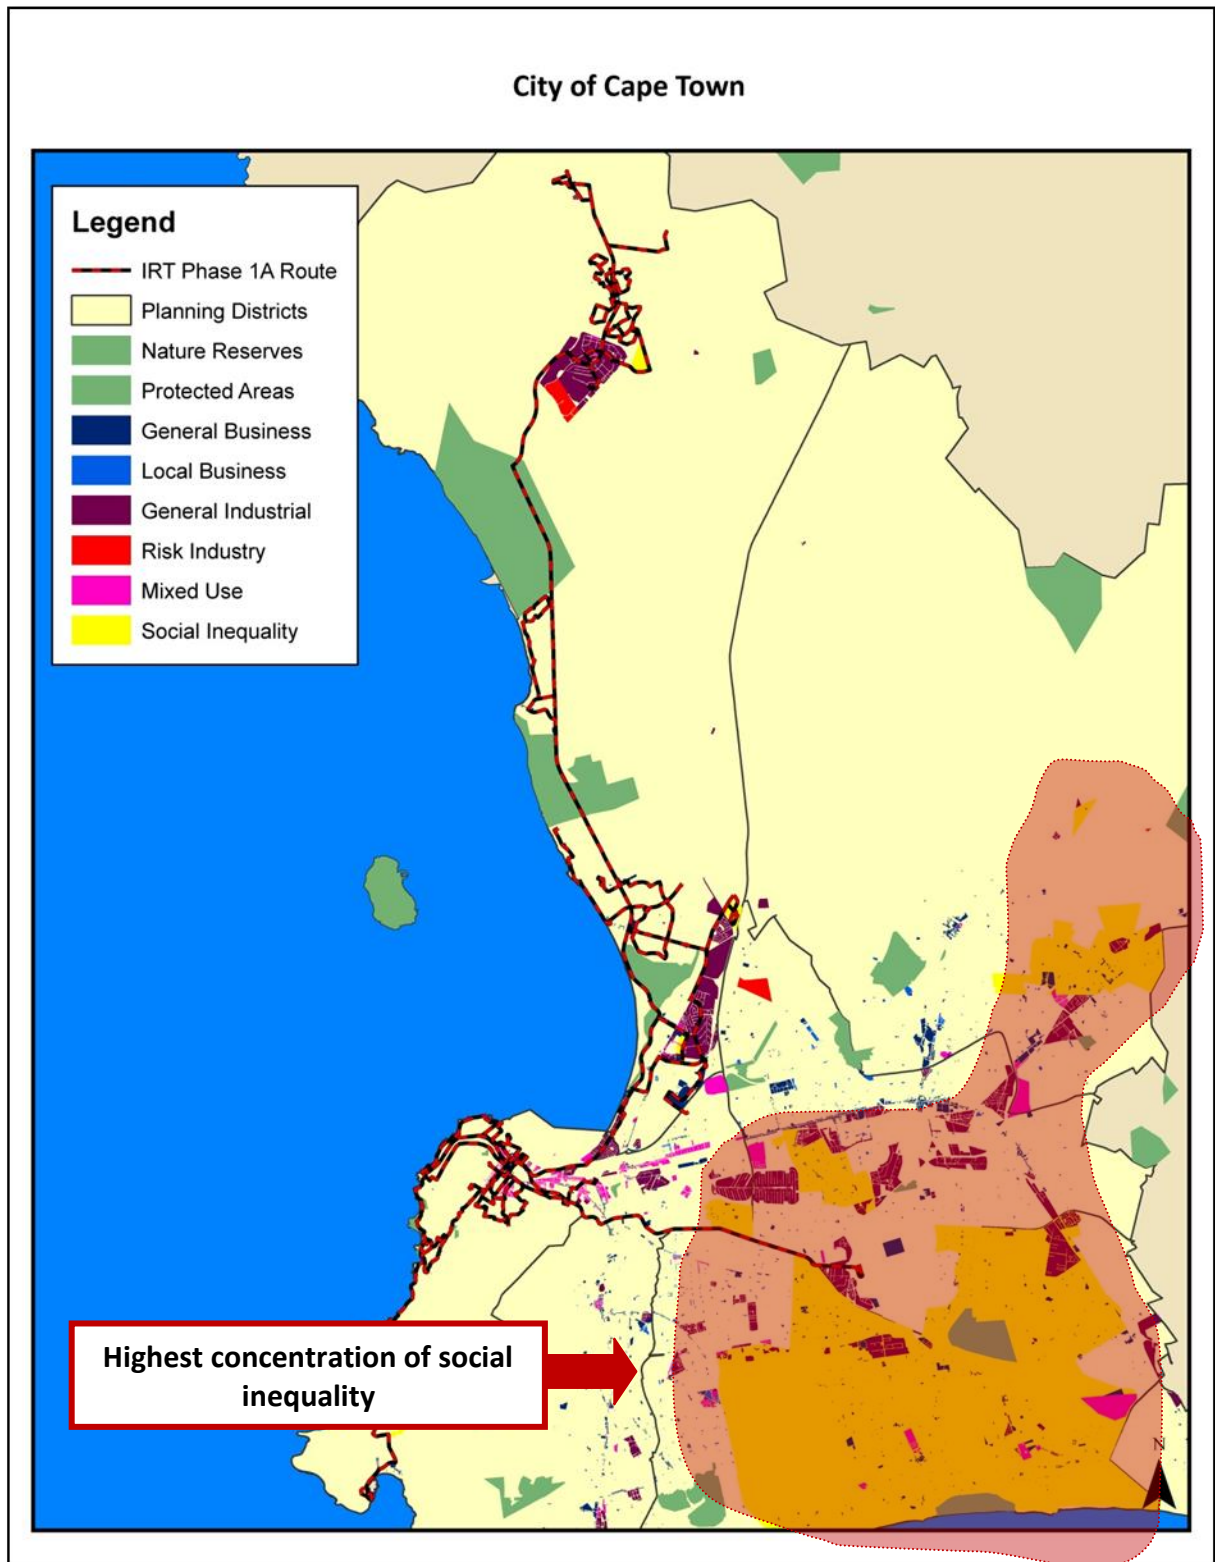 City of Cape Town
Legend
IRT Phase 1A Route
Planning Districts
Nature Reserves
Protected Areas
General Business
Local Business
General Industrial
Risk Industry
Mixed Use
Social Inequality
Highest concentration of social
inequality
N